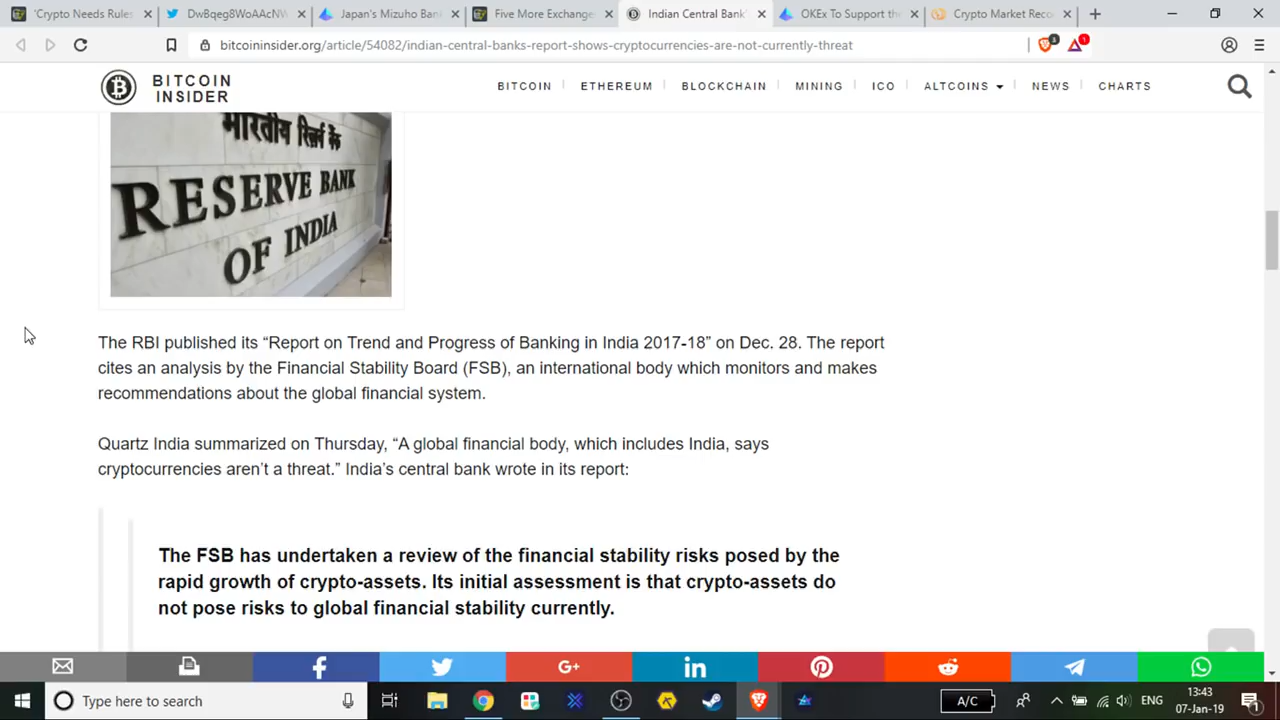 'Crypto Needs Rules
DwBqeg8WoAAcNW
Japan's Mizuho Ban
Five More Exchange
Indian Central Bank'
OKEx To Support the
Crypto Market Reco
bitcoininsider.org/article/54082/indian-central-banks-report-shows-cryptocurrencies-are-not-currently-threat
3
1
BITCOIN
INSIDER
BITCOIN
ETHEREUM
BLOCKCHAIN
MINING
ICO
ALTCOINS
NEWS
CHARTS
भारतीय रिज़र्व बैंक
RESERVE BANK
OF INDIA
The RBI published its “Report on Trend and Progress of Banking in India 2017-18” on Dec. 28. The report
cites an analysis by the Financial Stability Board (FSB), an international body which monitors and makes
recommendations about the global financial system.
Quartz India summarized on Thursday, “A global financial body, which includes India, says
cryptocurrencies aren’t a threat.” India’s central bank wrote in its report:
The FSB has undertaken a review of the financial stability risks posed by the
rapid growth of crypto-assets. Its initial assessment is that crypto-assets do
not pose risks to global financial stability currently.
G+
in
Type here to search
A/C
ENG
13:43
07-Jan-19
1